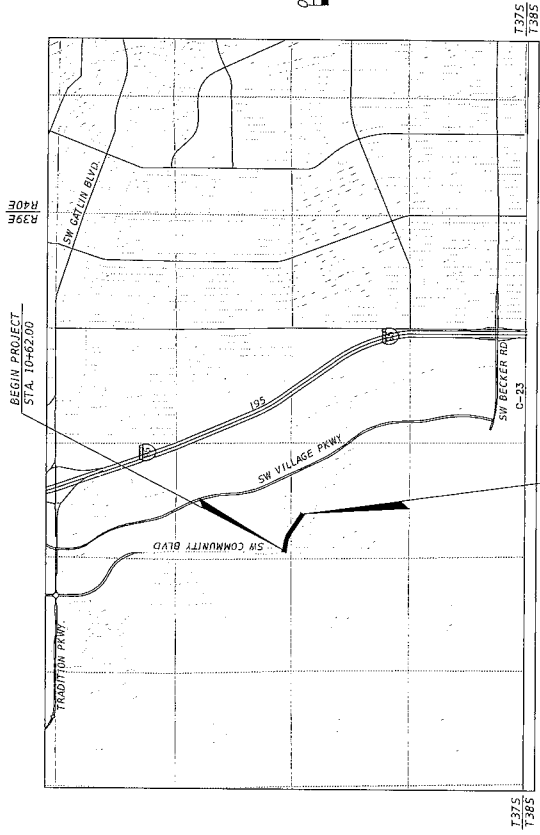 BEGIN PROJECT
STA. 10+62.00
R39E
R40E
SW GATLIN BLVD.
TRADITION PKWY.
SW COMMUNITY BLVD
SW VILLAGE PKWY
I95
SW BECKER RD
C-23
T37S
T38S
T37S
T38S